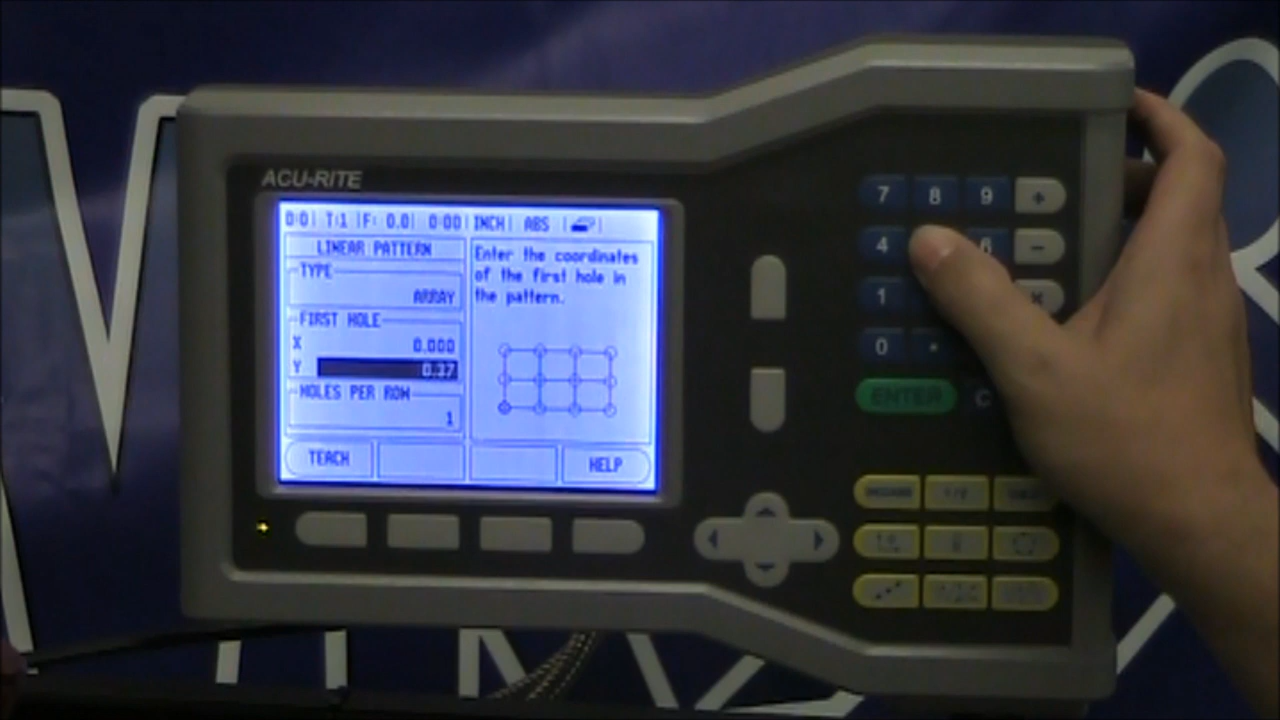 ACU-RITE
D:0| T:1 |F: 0.0| 0:00| INCH| ABS |
LINEAR PATTERN
TYPE
ARRAY
FIRST HOLE
X 0.000
Y 0.37
HOLES PER ROW
1
Enter the coordinates
of the first hole in
the pattern.
TEACH
HELP
7 8 9 +
4 6 -
1 X
0 .
ENTER C
1/2